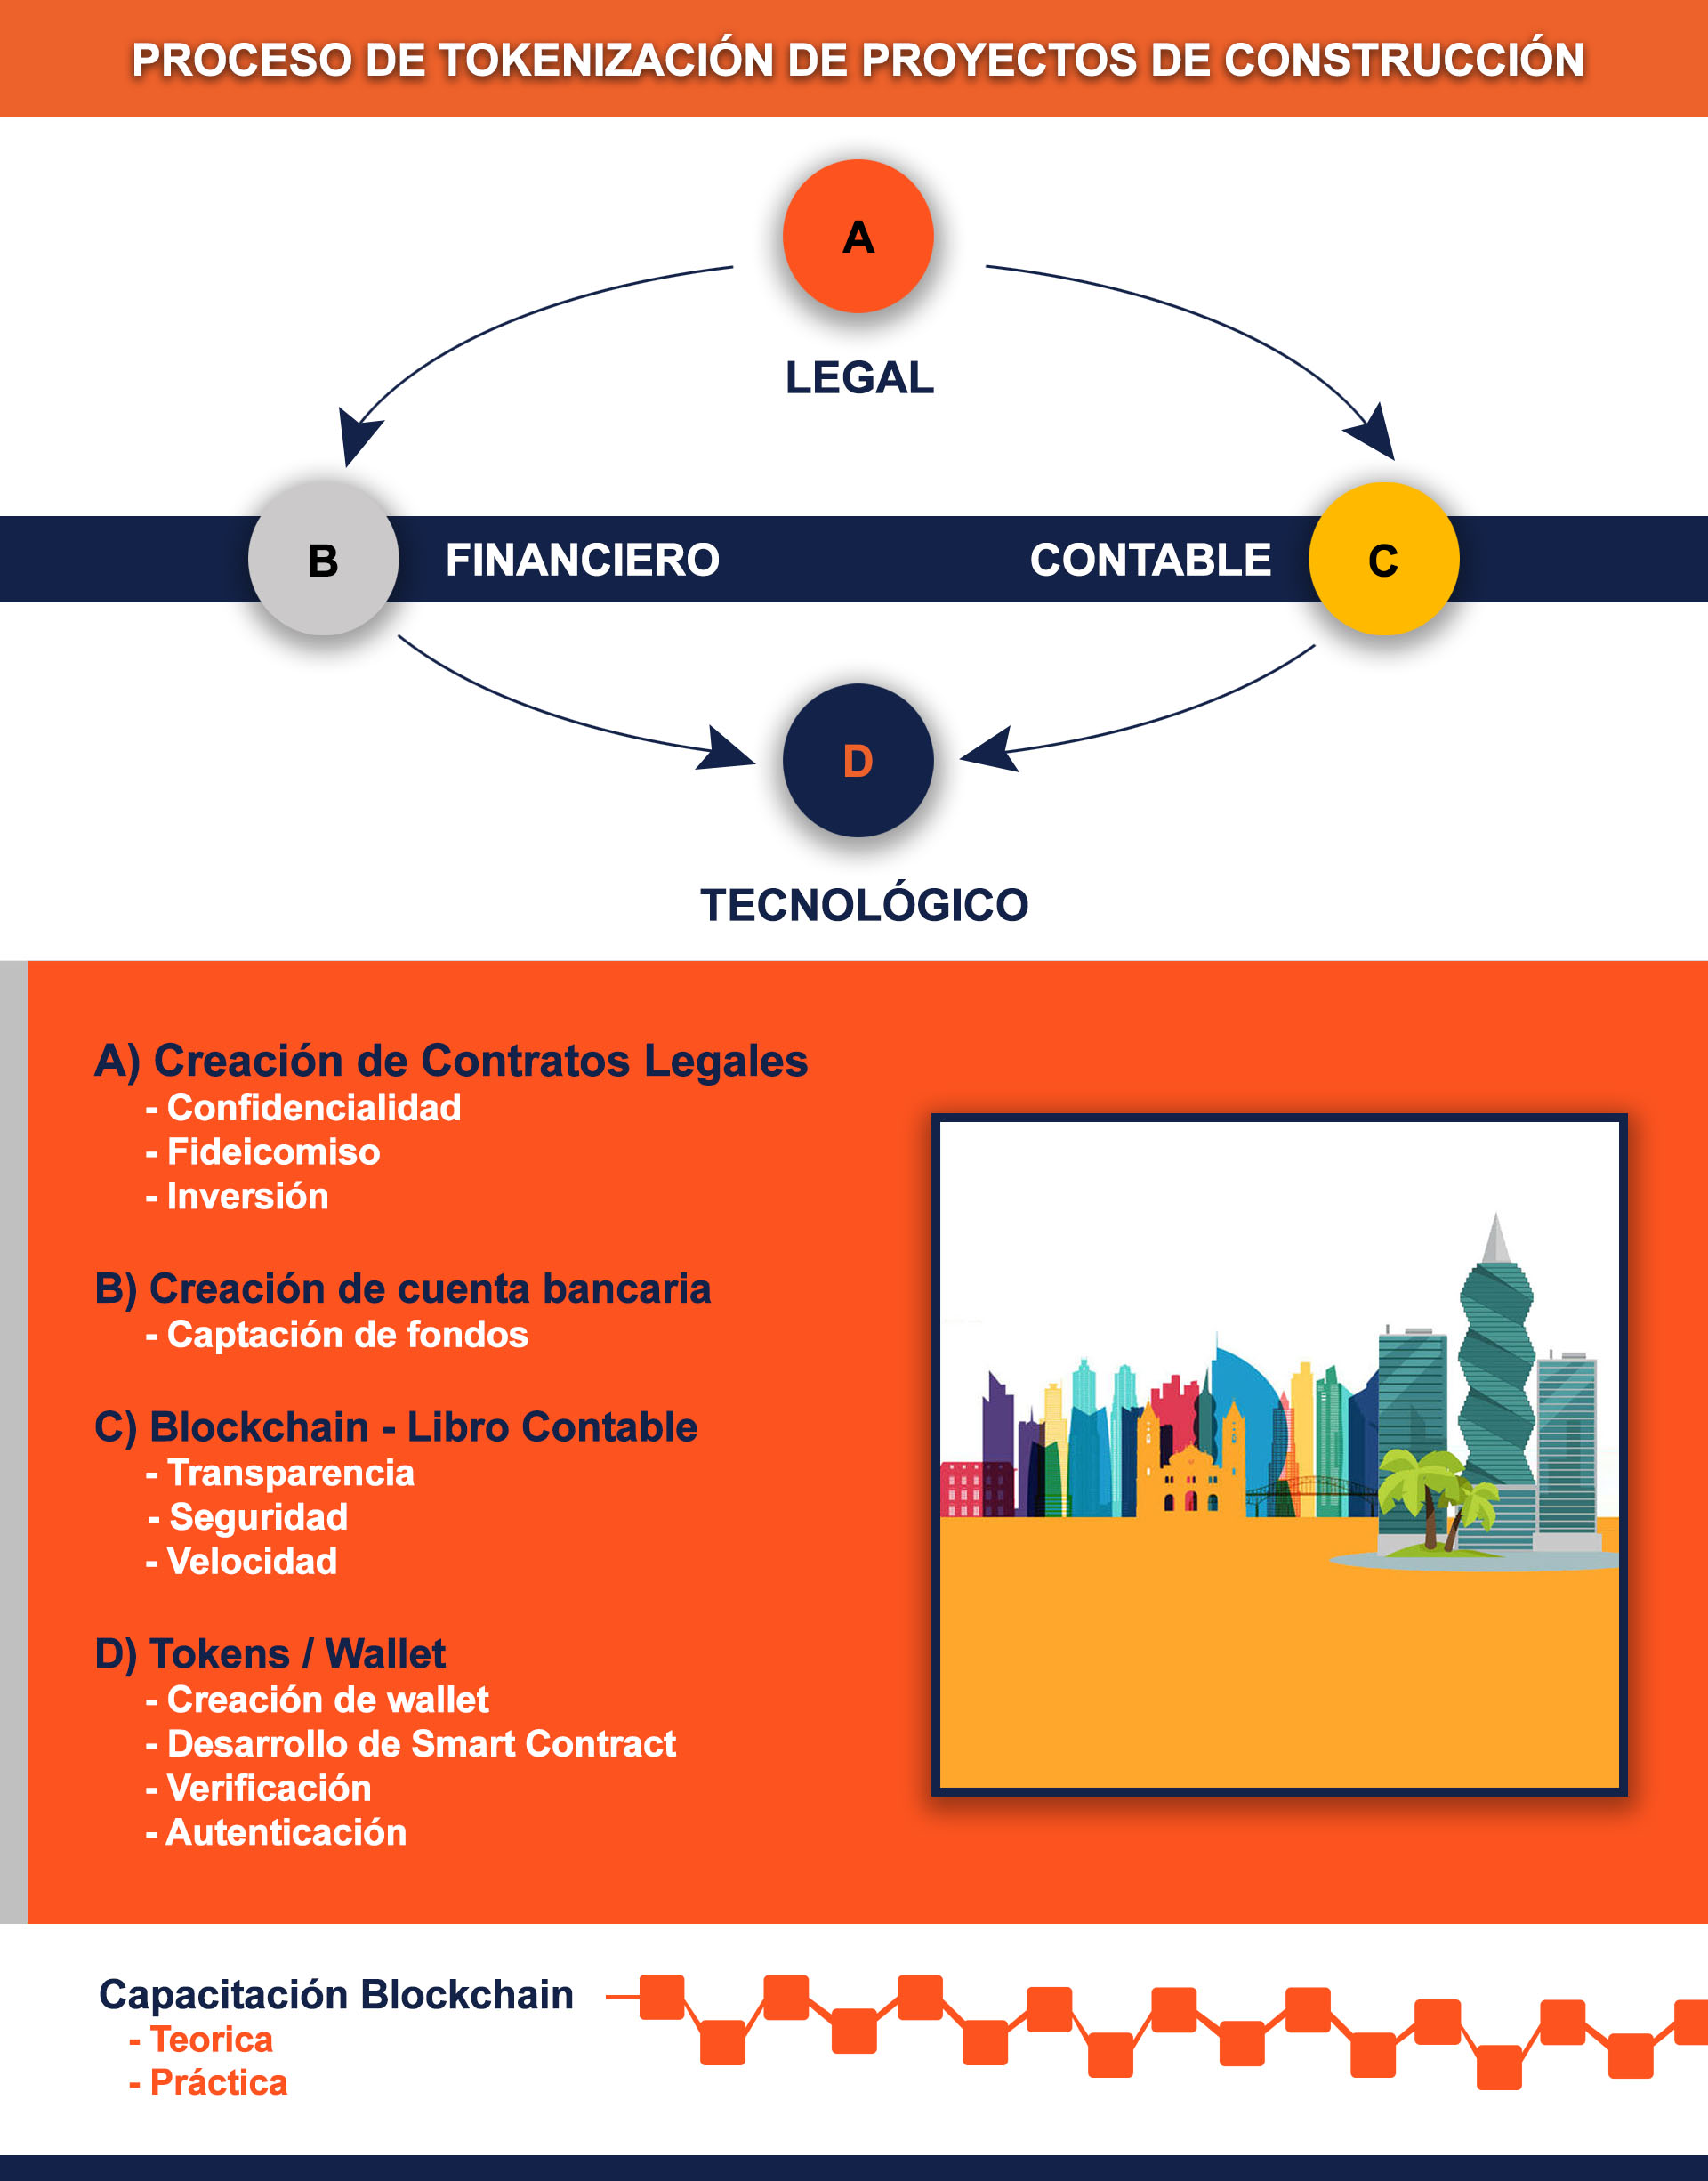 PROCESO DE TOKENIZACIÓN DE PROYECTOS DE CONSTRUCCIÓN
A
LEGAL
B
FINANCIERO
CONTABLE
C
D
TECNOLÓGICO
A) Creación de Contratos Legales
- Confidencialidad
- Fideicomiso
- Inversión
B) Creación de cuenta bancaria
- Captación de fondos
C) Blockchain - Libro Contable
- Transparencia
- Seguridad
- Velocidad
D) Tokens / Wallet
- Creación de wallet
- Desarrollo de Smart Contract
- Verificación
- Autenticación
Capacitación Blockchain
- Teorica
- Práctica